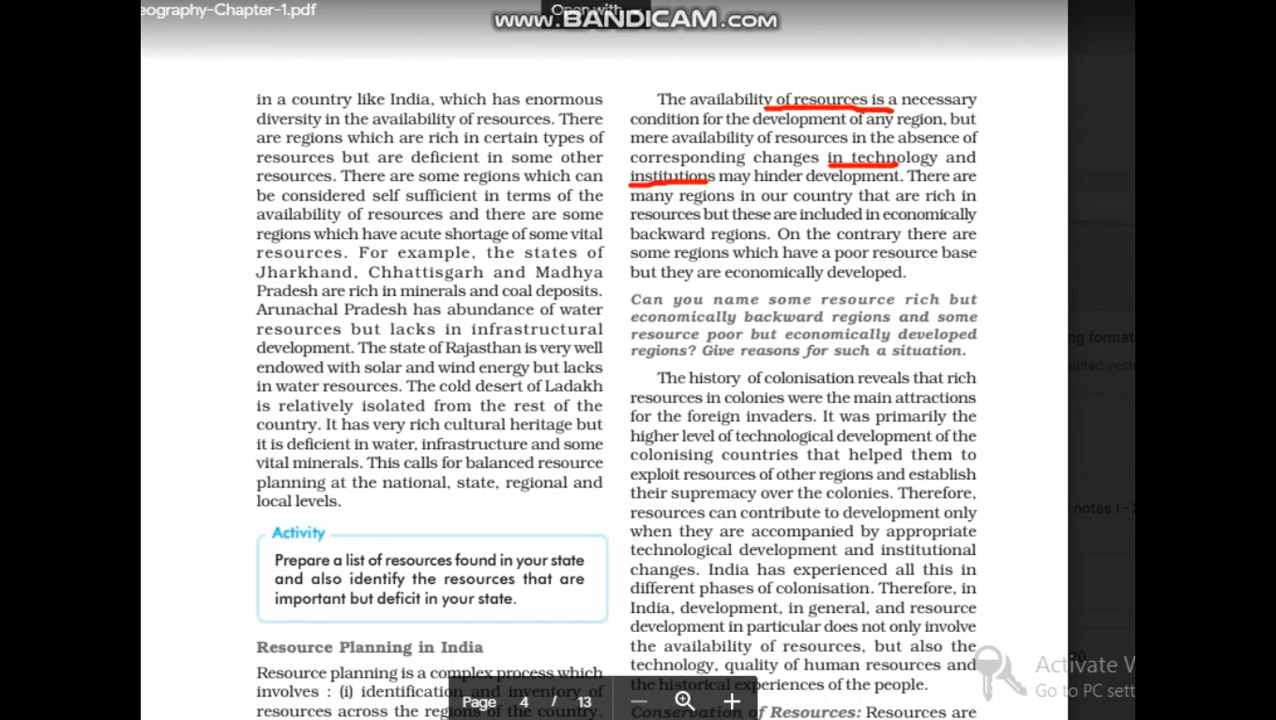 eography-Chapter-1.pdf
Open with
www.BANDICAM.com
in a country like India, which has enormous
diversity in the availability of resources. There
are regions which are rich in certain types of
resources but are deficient in some other
resources. There are some regions which can
be considered self sufficient in terms of the
availability of resources and there are some
regions which have acute shortage of some vital
resources. For example, the states of
Jharkhand, Chhattisgarh and Madhya
Pradesh are rich in minerals and coal deposits.
Arunachal Pradesh has abundance of water
resources but lacks in infrastructural
development. The state of Rajasthan is very well
endowed with solar and wind energy but lacks
in water resources. The cold desert of Ladakh
is relatively isolated from the rest of the
country. It has very rich cultural heritage but
it is deficient in water, infrastructure and some
vital minerals. This calls for balanced resource
planning at the national, state, regional and
local levels.
Activity
Prepare a list of resources found in your state
and also identify the resources that are
important but deficit in your state.
Resource Planning in India
Resource planning is a complex process which
involves : (i) identification and inventory of
resources across the regions of the country.
The availability of resources is a necessary
condition for the development of any region, but
mere availability of resources in the absence of
corresponding changes in technology and
institutions may hinder development. There are
many regions in our country that are rich in
resources but these are included in economically
backward regions. On the contrary there are
some regions which have a poor resource base
but they are economically developed.
Can you name some resource rich but
economically backward regions and some
resource poor but economically developed
regions? Give reasons for such a situation.
The history of colonisation reveals that rich
resources in colonies were the main attractions
for the foreign invaders. It was primarily the
higher level of technological development of the
colonising countries that helped them to
exploit resources of other regions and establish
their supremacy over the colonies. Therefore,
resources can contribute to development only
when they are accompanied by appropriate
technological development and institutional
changes. India has experienced all this in
different phases of colonisation. Therefore, in
India, development, in general, and resource
development in particular does not only involve
the availability of resources, but also the
technology, quality of human resources and
the historical experiences of the people.
Conservation of Resources: Resources are
Page 4 / 13
ng format
dited yeste
notes I -
Activate W
Go to PC sett